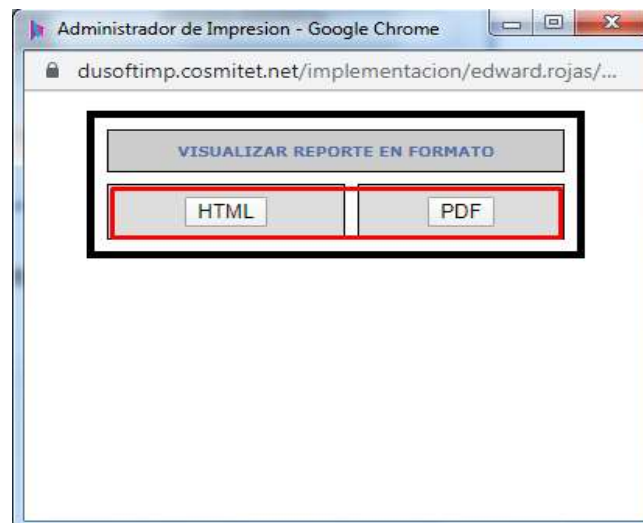 Administrador de Impresion - Google Chrome
dusoftimp.cosmitet.net/implementacion/edward.rojas/...
VISUALIZAR REPORTE EN FORMATO
HTML PDF